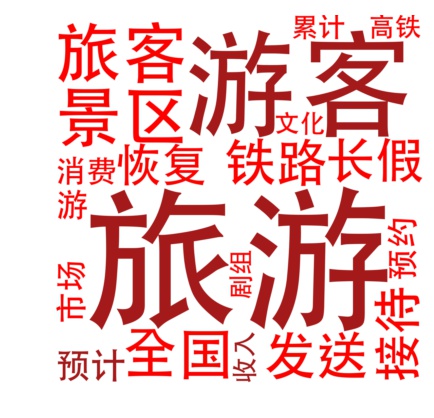 累计
高铁
旅客
游客
景区
文化
消费
恢复
铁路
长假
游
旅游
预约
市场
剧组
接待
全国
收入
发送
预计